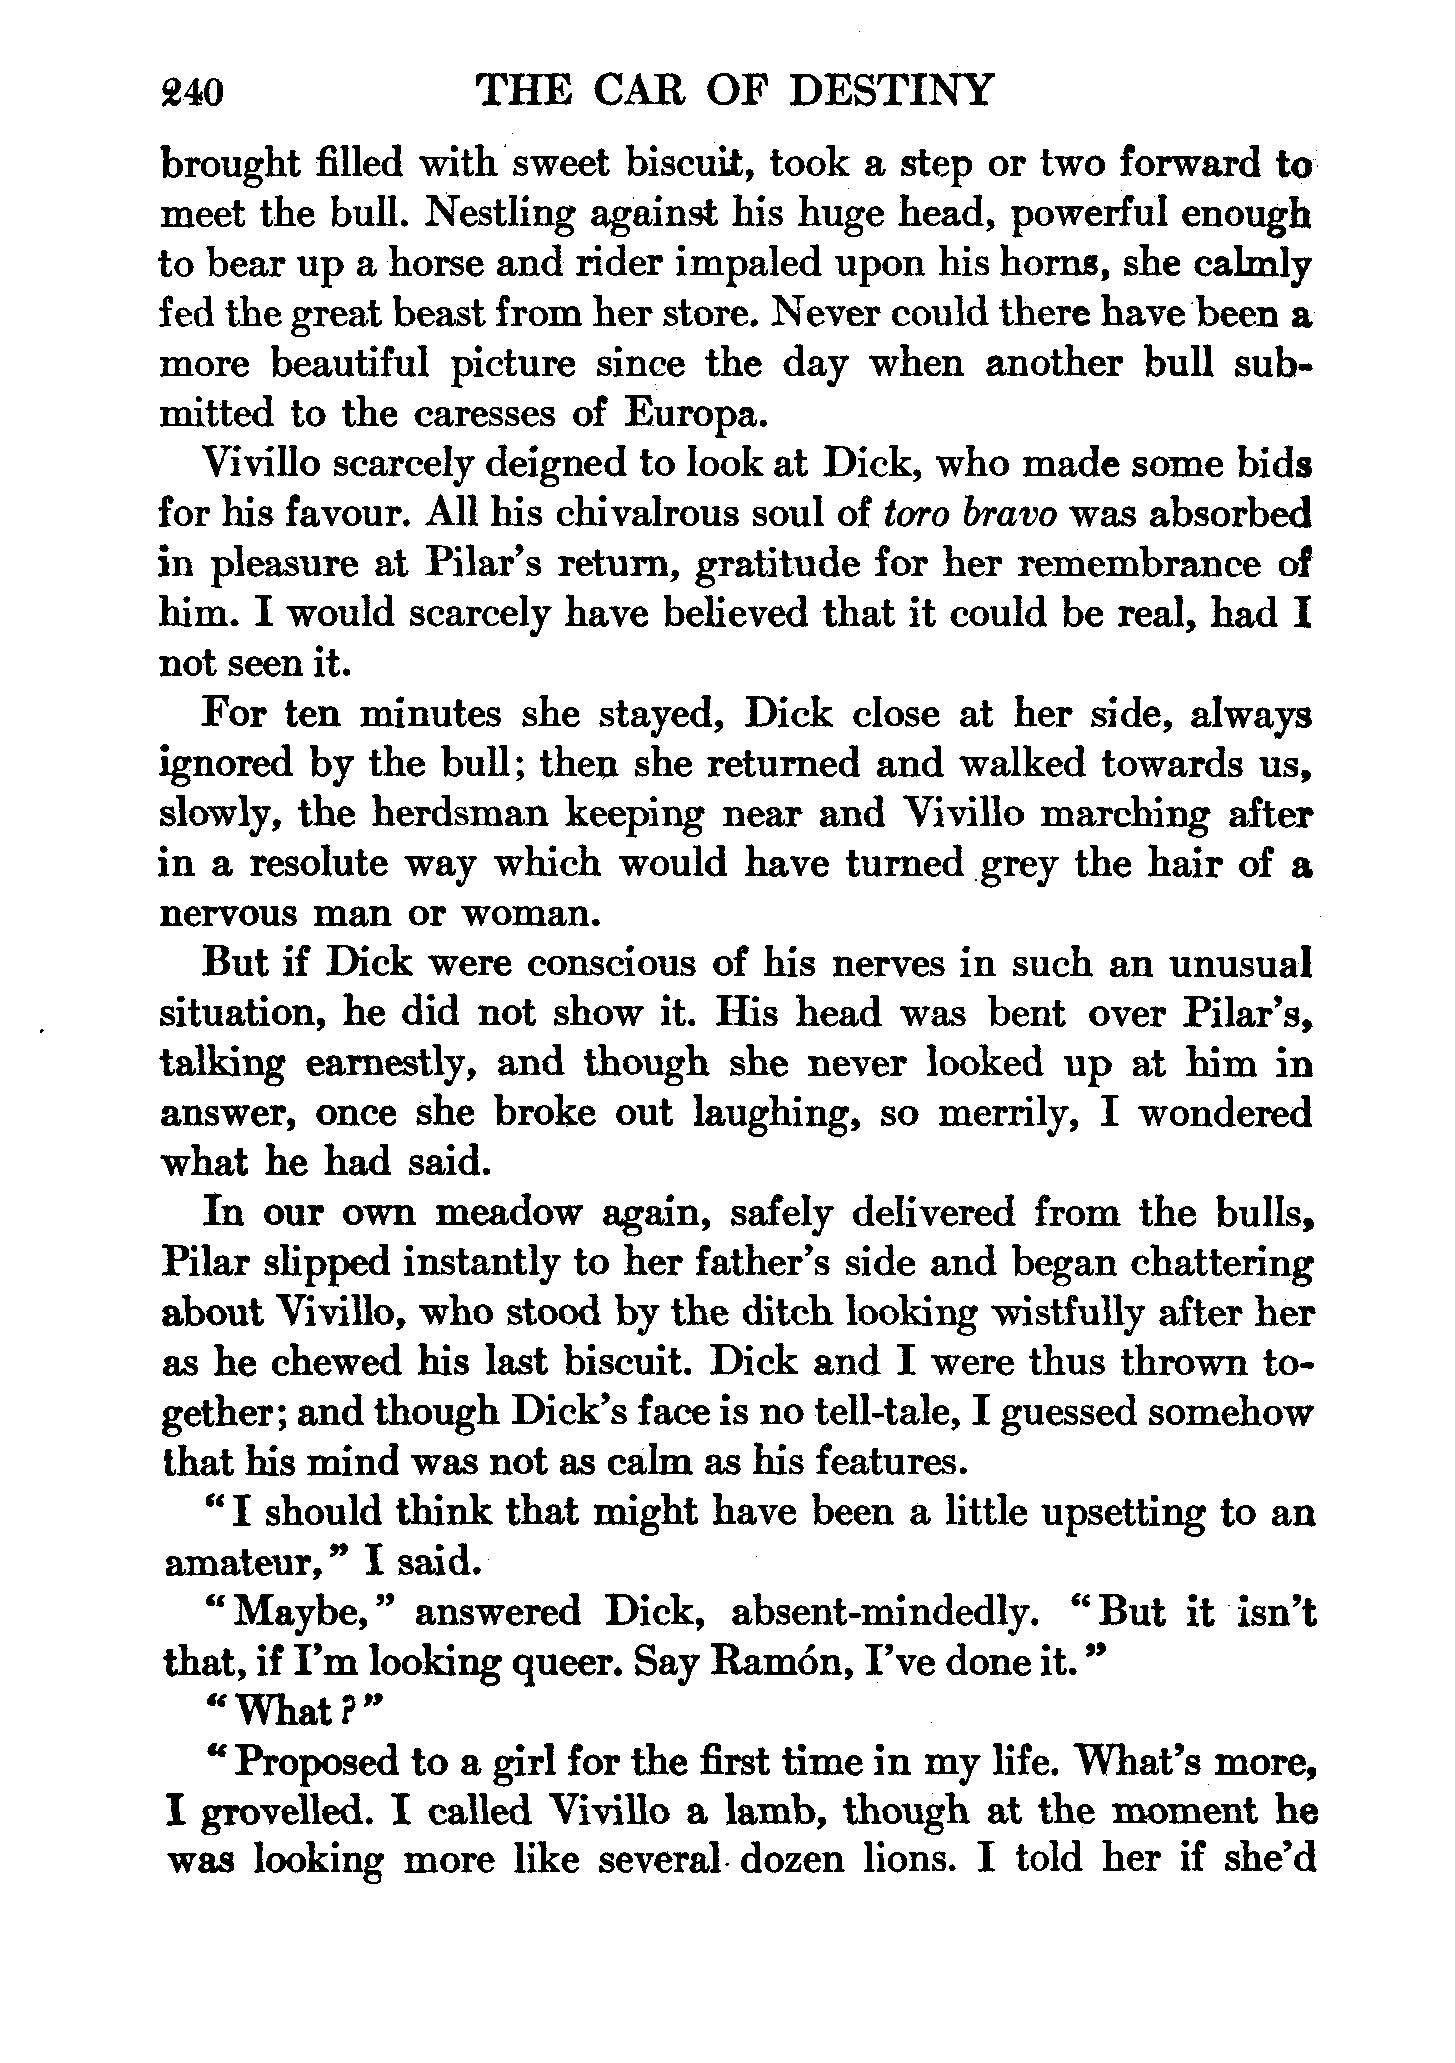 240 THE CAR OF DESTINY
brought filled with sweet biscuit, took a step or two forward to
meet the bull. Nestling against his huge head, powerful enough
to bear up a horse and rider impaled upon his horns, she calmly
fed the great beast from her store. Never could there have been a
more beautiful picture since the day when another bull sub-
mitted to the caresses of Europa.
Vivillo scarcely deigned to look at Dick, who made some bids
for his favour. All his chivalrous soul of toro bravo was absorbed
in pleasure at Pilar's return, gratitude for her remembrance of
him. I would scarcely have believed that it could be real, had I
not seen it.
For ten minutes she stayed, Dick close at her side, always
ignored by the bull; then she returned and walked towards us,
slowly, the herdsman keeping near and Vivillo marching after
in a resolute way which would have turned grey the hair of a
nervous man or woman.
But if Dick were conscious of his nerves in such an unusual
situation, he did not show it. His head was bent over Pilar's,
talking earnestly, and though she never looked up at him in
answer, once she broke out laughing, so merrily, I wondered
what he had said.
In our own meadow again, safely delivered from the bulls,
Pilar slipped instantly to her father's side and began chattering
about Vivillo, who stood by the ditch looking wistfully after her
as he chewed his last biscuit. Dick and I were thus thrown to-
gether; and though Dick's face is no tell-tale, I guessed somehow
that his mind was not as calm as his features.
"I should think that might have been a little upsetting to an
amateur," I said.
"Maybe," answered Dick, absent-mindedly. "But it isn't
that, if I'm looking queer. Say Ramón, I've done it."
"What?"
"Proposed to a girl for the first time in my life. What's more,
I grovelled. I called Vivillo a lamb, though at the moment he
was looking more like several dozen lions. I told her if she'd